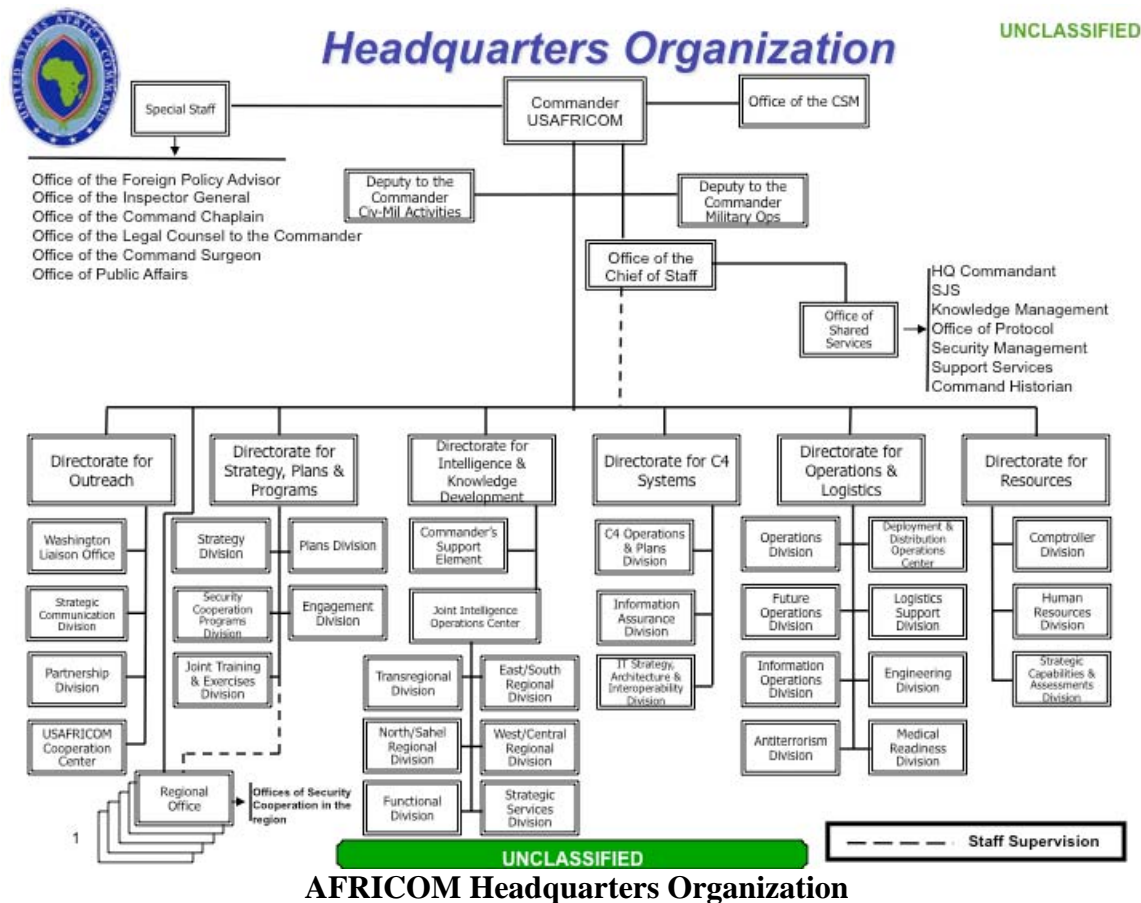 UNITED STATES AFRICA COMMAND
Headquarters Organization
UNCLASSIFIED
Special Staff
Commander
USAFRICOM
Office of the CSM
Office of the Foreign Policy Advisor
Office of the Inspector General
Office of the Command Chaplain
Office of the Legal Counsel to the Commander
Office of the Command Surgeon
Office of Public Affairs
Deputy to the
Commander
Civ-Mil Activities
Deputy to the
Commander
Military Ops
Office of the
Chief of Staff
Office of
Shared
Services
HQ Commandant
SJS
Knowledge Management
Office of Protocol
Security Management
Support Services
Command Historian
Directorate for
Outreach
Directorate for
Strategy, Plans &
Programs
Directorate for
Intelligence &
Knowledge
Development
Directorate for C4
Systems
Directorate for
Operations &
Logistics
Directorate for
Resources
Washington
Liaison Office
Strategic
Communication
Division
Partnership
Division
USAFRICOM
Cooperation
Center
Strategy
Division
Plans Division
Security
Cooperation
Programs
Division
Engagement
Division
Joint Training
& Exercises
Division
Regional
Office
Offices of Security
Cooperation in the
region
Commander's
Support
Element
Joint Intelligence
Operations Center
Transregional
Division
East/South
Regional
Division
North/Sahel
Regional
Division
West/Central
Regional
Division
Functional
Division
Strategic
Services
Division
C4 Operations
& Plans
Division
Information
Assurance
Division
IT Strategy,
Architecture &
Interoperability
Division
Operations
Division
Deployment &
Distribution
Operations
Center
Future
Operations
Division
Logistics
Support
Division
Information
Operations
Division
Engineering
Division
Antiterrorism
Division
Medical
Readiness
Division
Comptroller
Division
Human
Resources
Division
Strategic
Capabilities &
Assessments
Division
1
UNCLASSIFIED
Staff Supervision
AFRICOM Headquarters Organization